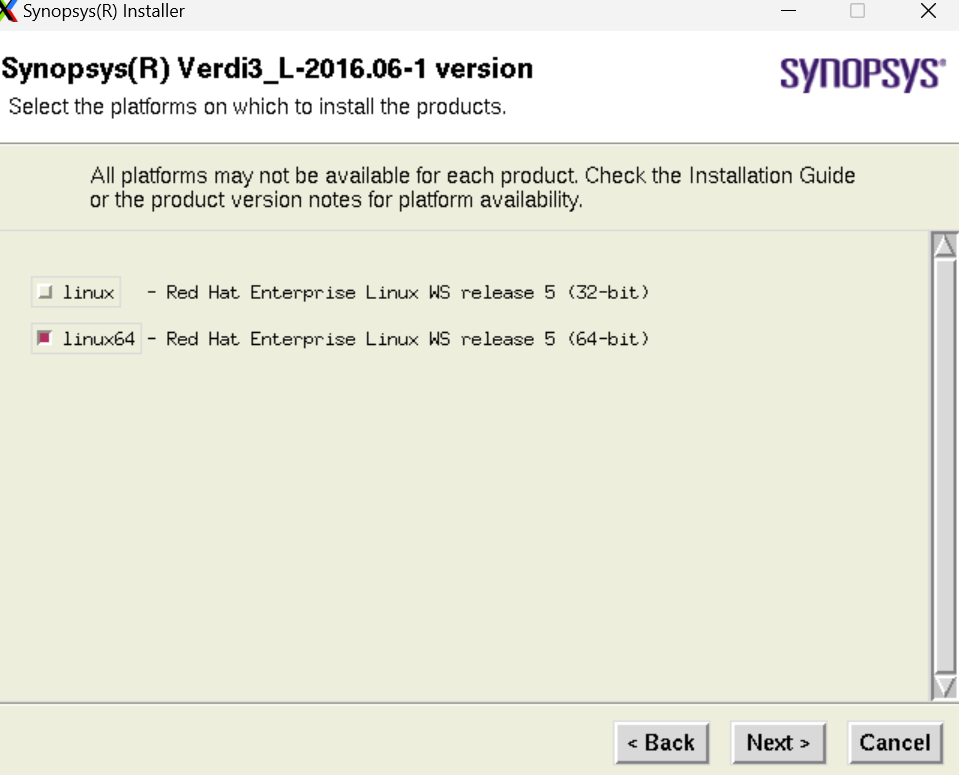 Synopsys(R) Installer
Synopsys(R) Verdi3_L-2016.06-1 version
SYNOPSYS®
Select the platforms on which to install the products.
All platforms may not be available for each product. Check the Installation Guide
or the product version notes for platform availability.
linux - Red Hat Enterprise Linux WS release 5 (32-bit)
linux64 - Red Hat Enterprise Linux WS release 5 (64-bit)
< Back Next > Cancel